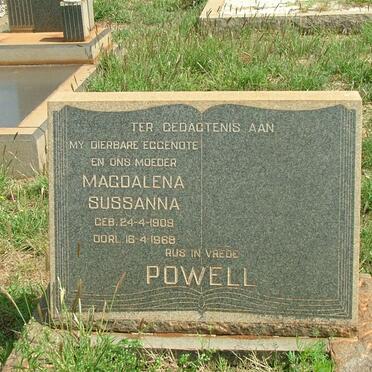 TER GEDAGTENIS AAN
MY DIERBARE EGGENOTE
EN ONS MOEDER
MAGDALENA
SUSSANNA
GEB. 24-4-1909
OORL. 16-4-1968
RUS IN VREDE
POWELL